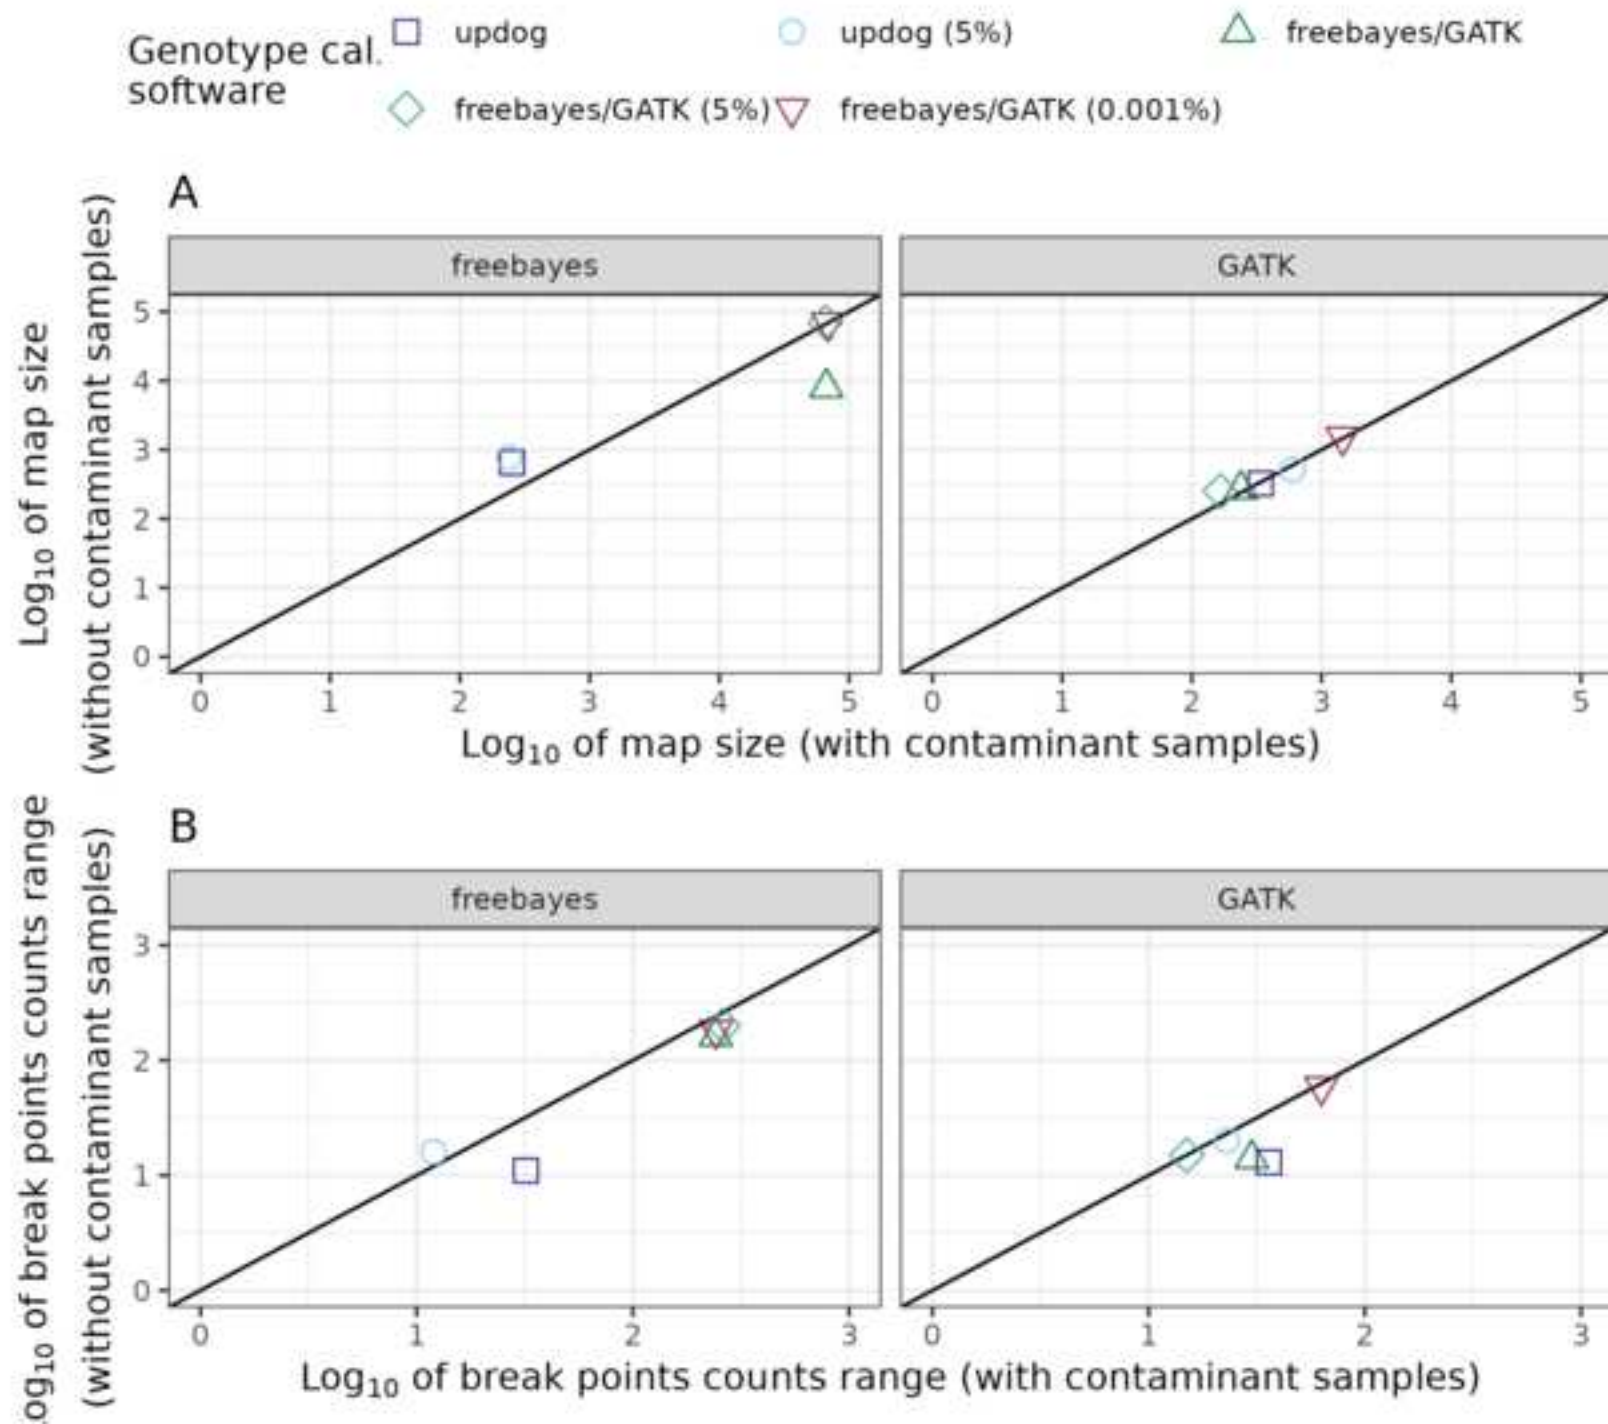 Genotype cal.
software
updog
updog (5%)
freebayes/GATK
freebayes/GATK (5%)
freebayes/GATK (0.001%)
A
Log₁₀ of map size
(without contaminant samples)
freebayes
GATK
5
4
3
2
1
0
0 1 2 3 4 5
0 1 2 3 4 5
Log₁₀ of map size (with contaminant samples)
B
Log₁₀ of break points counts range
(without contaminant samples)
freebayes
GATK
3
2
1
0
0 1 2 3
0 1 2 3
Log₁₀ of break points counts range (with contaminant samples)